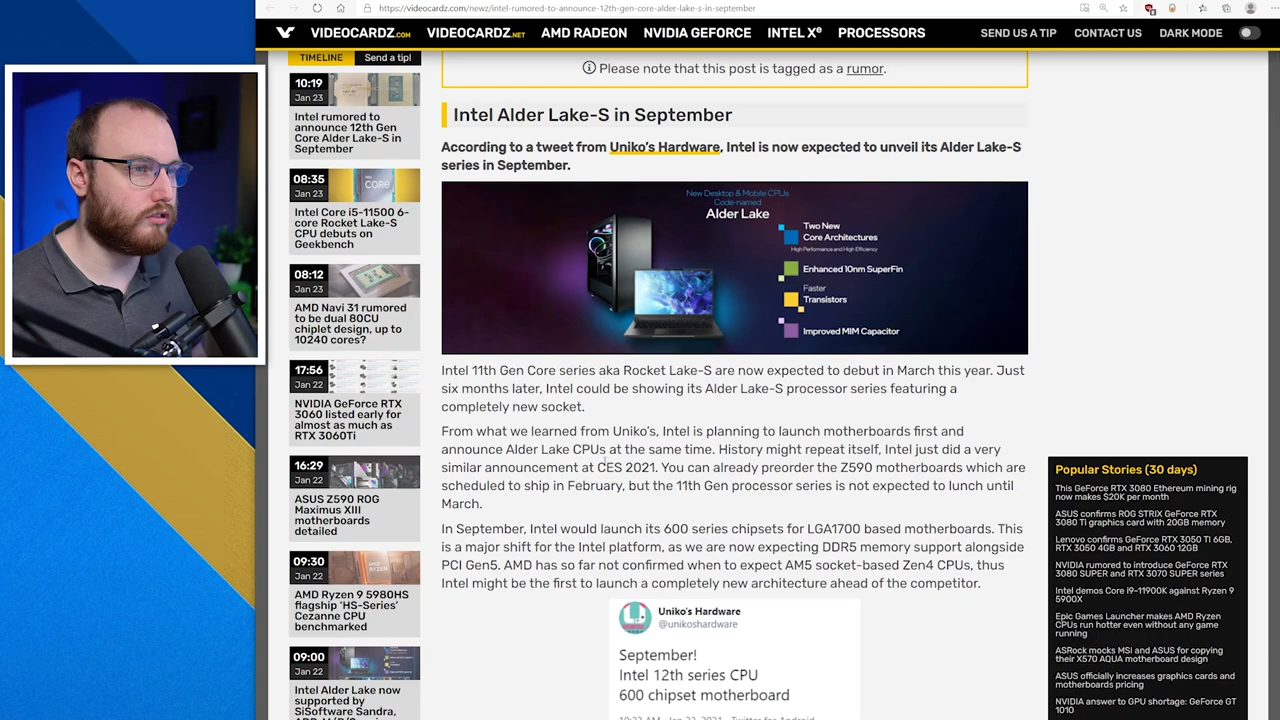 https://videocardz.com/newz/intel-rumored-to-announce-12th-gen-core-alder-lake-s-in-september
VIDEOCARDZ.COM
VIDEOCARDZ.NET
AMD RADEON
NVIDIA GEFORCE
INTEL Xe
PROCESSORS
SEND US A TIP
CONTACT US
DARK MODE
TIMELINE
Send a tip!
10:19
Jan 23
Intel rumored to
announce 12th Gen
Core Alder Lake-S in
September
08:35
Jan 23
CORE
Intel Core i5-11500 6-
core Rocket Lake-S
CPU debuts on
Geekbench
08:12
Jan 23
AMD Navi 31 rumored
to be dual 80CU
chiplet design, up to
10240 cores?
17:56
Jan 22
NVIDIA GeForce RTX
3060 listed early for
almost as much as
RTX 3060Ti
16:29
Jan 22
ASUS Z590 ROG
Maximus XIII
motherboards
detailed
09:30
Jan 22
RYZEN
AMD Ryzen 9 5980HS
flagship 'HS-Series'
Cezanne CPU
benchmarked
09:00
Jan 22
Intel Alder Lake now
supported by
SiSoftware Sandra,
Please note that this post is tagged as a rumor.
Intel Alder Lake-S in September
According to a tweet from Uniko's Hardware, Intel is now expected to unveil its Alder Lake-S
series in September.
New Desktop & Mobile CPUs
Code-named
Alder Lake
Two New
Core Architectures
High Performance and High Efficiency
Enhanced 10nm SuperFin
Faster
Transistors
Improved MIM Capacitor
Intel 11th Gen Core series aka Rocket Lake-S are now expected to debut in March this year. Just
six months later, Intel could be showing its Alder Lake-S processor series featuring a
completely new socket.
From what we learned from Uniko's, Intel is planning to launch motherboards first and
announce Alder Lake CPUs at the same time. History might repeat itself, Intel just did a very
similar announcement at CES 2021. You can already preorder the Z590 motherboards which are
scheduled to ship in February, but the 11th Gen processor series is not expected to lunch until
March.
In September, Intel would launch its 600 series chipsets for LGA1700 based motherboards. This
is a major shift for the Intel platform, as we are now expecting DDR5 memory support alongside
PCI Gen5. AMD has so far not confirmed when to expect AM5 socket-based Zen4 CPUs, thus
Intel might be the first to launch a completely new architecture ahead of the competitor.
Uniko's Hardware
@unikoshardware
September!
Intel 12th series CPU
600 chipset motherboard
Popular Stories (30 days)
This GeForce RTX 3080 Ethereum mining rig
now makes $20K per month
ASUS confirms ROG STRIX GeForce RTX
3080 Ti graphics card with 20GB memory
Lenovo confirms GeForce RTX 3050 TI 6GB,
RTX 3050 4GB and RTX 3060 12GB
NVIDIA rumored to introduce GeForce RTX
3080 SUPER and RTX 3070 SUPER series
Intel demos Core i9-11900K against Ryzen 9
5900X
Epic Games Launcher makes AMD Ryzen
CPUs run hotter even without any game
running
ASRock mocks MSI and ASUS for copying
their X570 AQUA motherboard design
ASUS officially increases graphics cards and
motherboards pricing
NVIDIA answer to GPU shortage: GeForce GT
1010